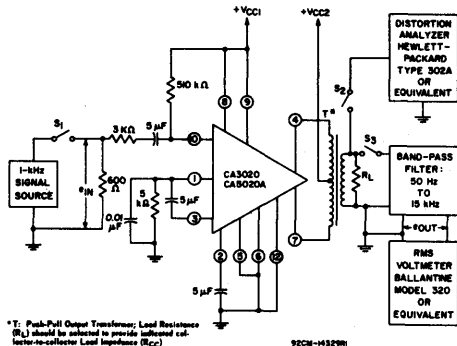 +VCC1
+VCC2
DISTORTION
ANALYZER
HEWLETT-
PACKARD
TYPE 302A
OR
EQUIVALENT
510 kΩ
S1
3 KΩ
5 µF
8
9
10
4
T*
S2
S3
1-kHz
SIGNAL
SOURCE
eIN
600
Ω
1
CA3020
CA3020A
RL
BAND-PASS
FILTER:
50 Hz
TO
15 kHz
5
kΩ
5
µF
0.01
µF
3
7
2
5
6
12
5 µF
eOUT
RMS
VOLTMETER
BALLANTINE
MODEL 320
OR
EQUIVALENT
* T: Push-Pull Output Transformer; Load Resistance
(RL) should be selected to provide indicated col-
lector-to-collector Load Impedance (RCC)
92CM-14329R1